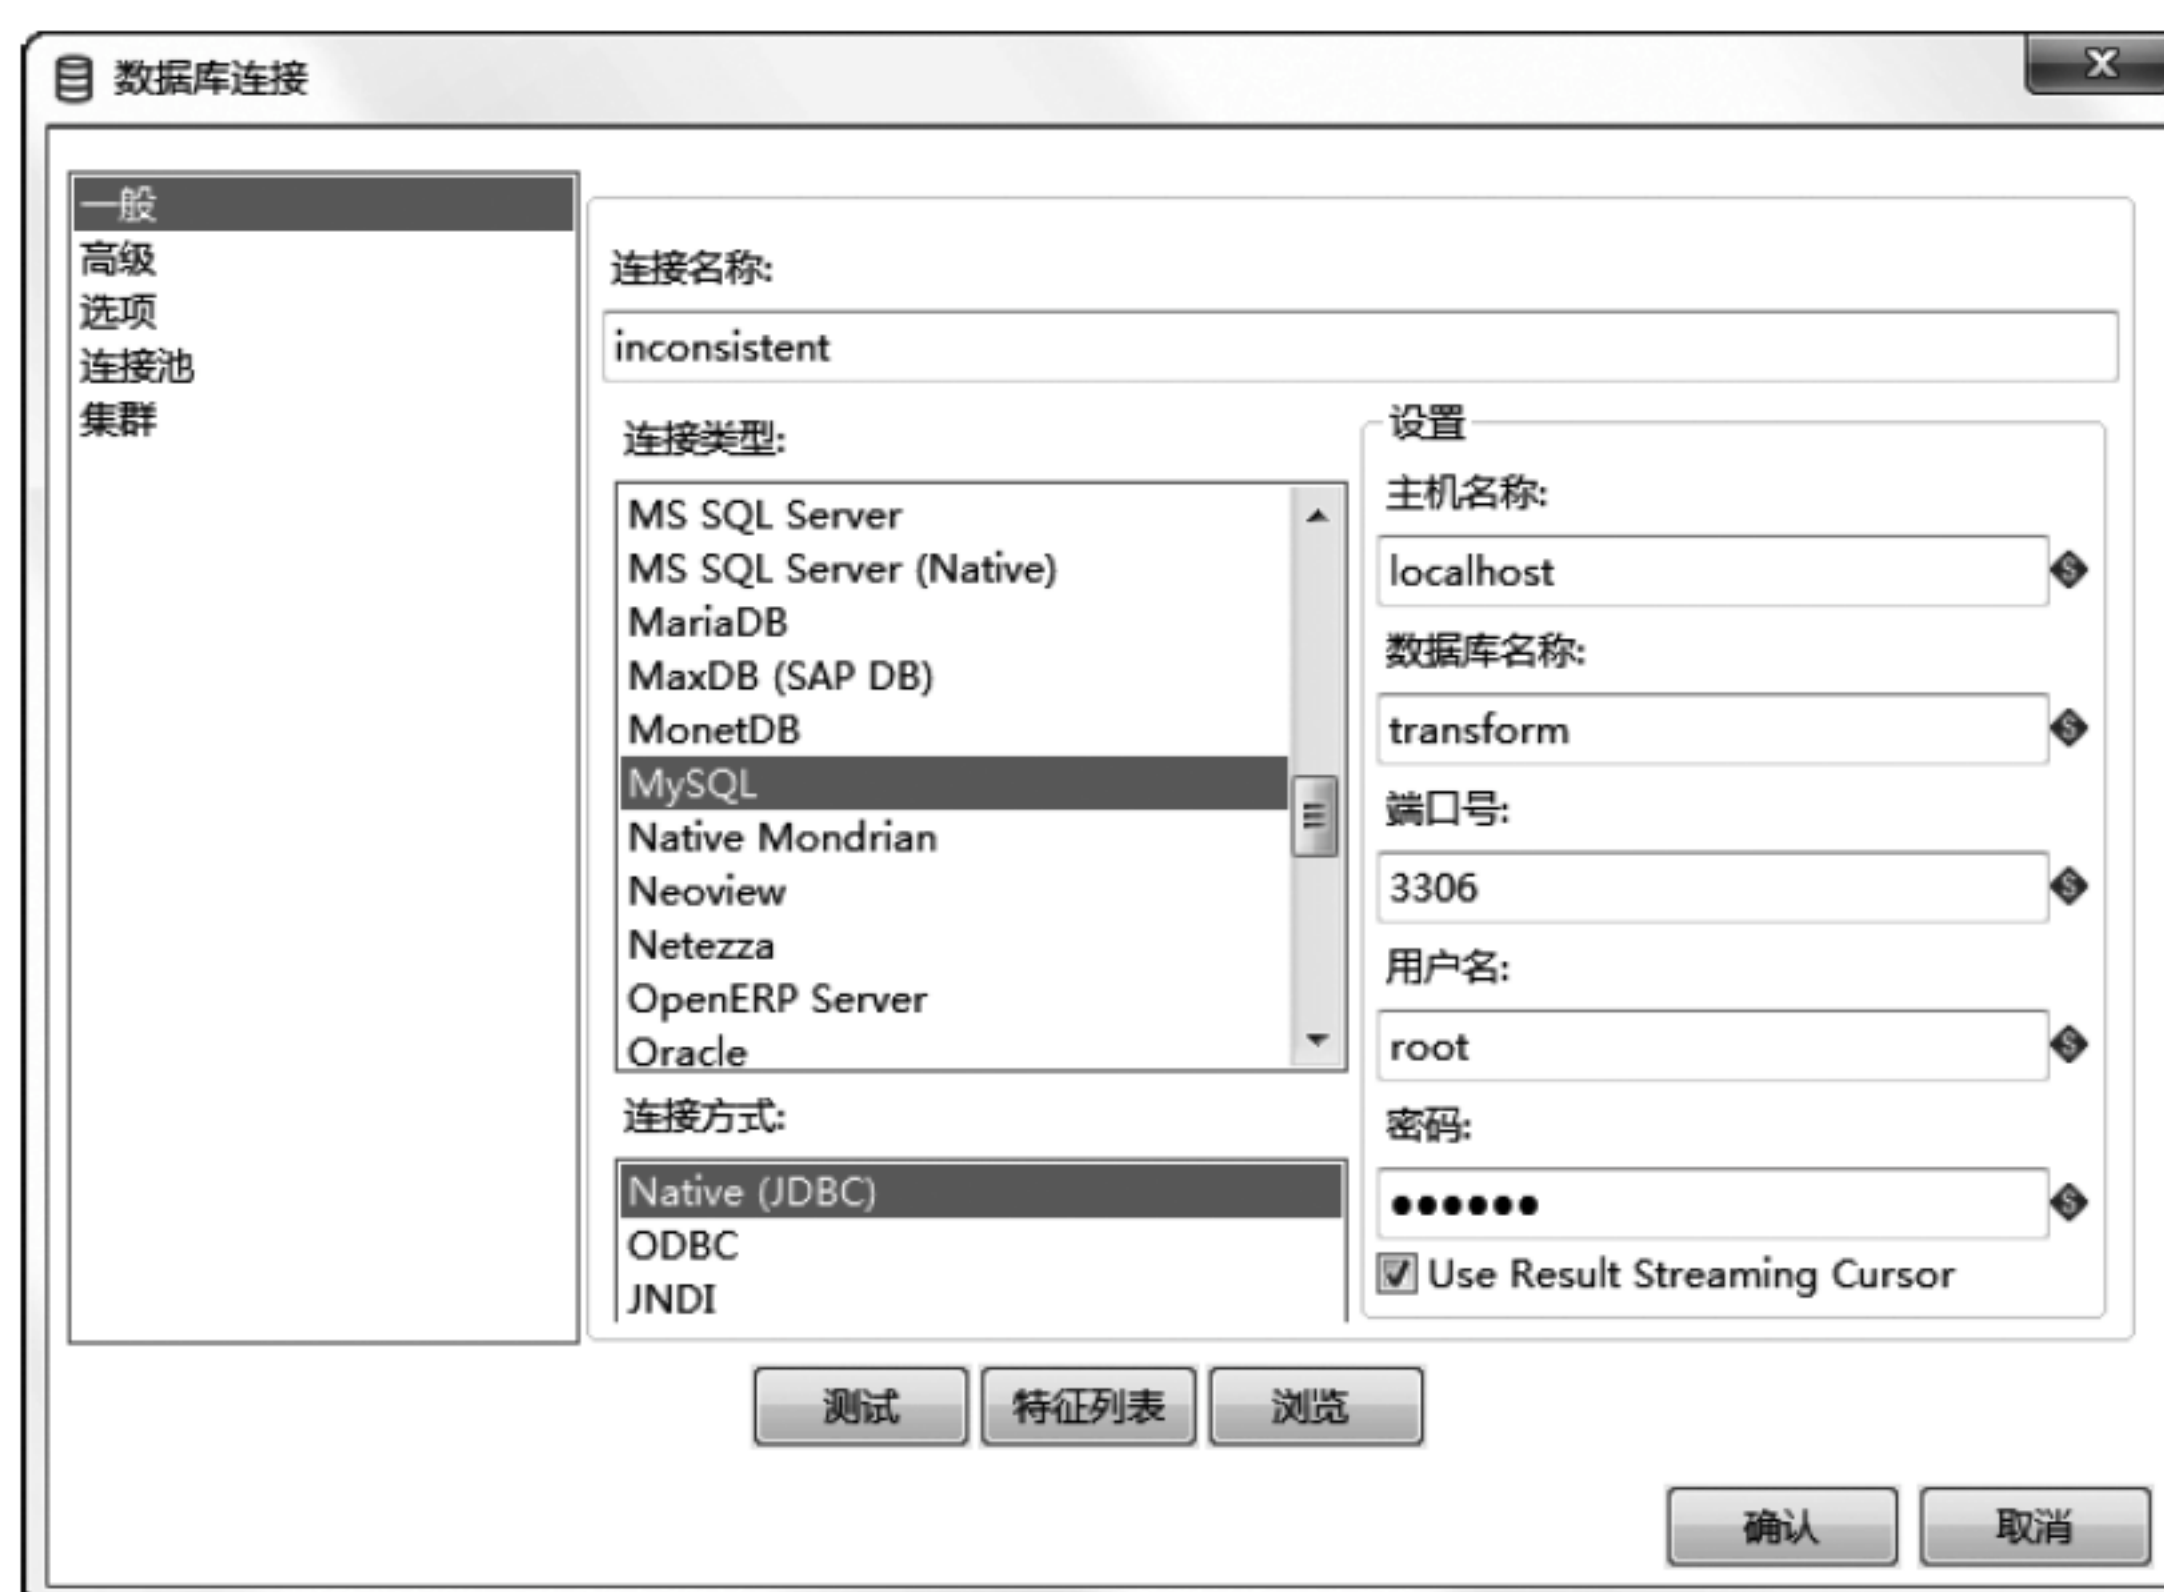 数据库连接
一般
高级
选项
连接池
集群
连接名称:
inconsistent
连接类型:
MS SQL Server
MS SQL Server (Native)
MariaDB
MaxDB (SAP DB)
MonetDB
MySQL
Native Mondrian
Neoview
Netezza
OpenERP Server
Oracle
连接方式:
Native (JDBC)
ODBC
JNDI
设置
主机名称:
localhost
数据库名称:
transform
端口号:
3306
用户名:
root
密码:
●●●●●●
Use Result Streaming Cursor
测试 特征列表 浏览
确认 取消